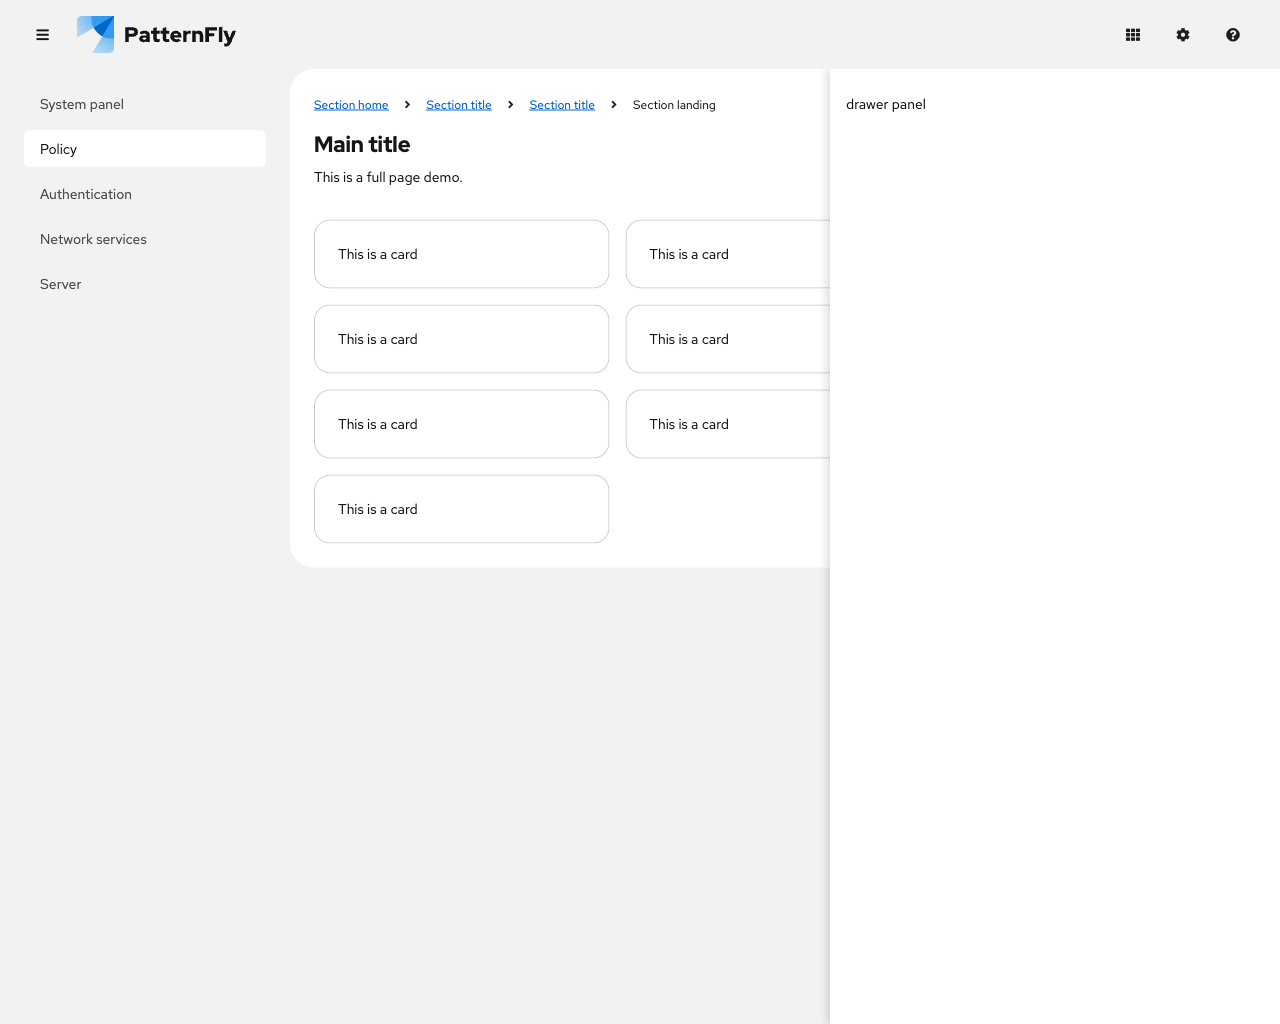 PatternFly
System panel
Policy
Authentication
Network services
Server
Section home
Section title
Section title
Section landing
Main title
This is a full page demo.
This is a card
This is a card
This is a card
This is a card
This is a card
This is a card
This is a card
drawer panel